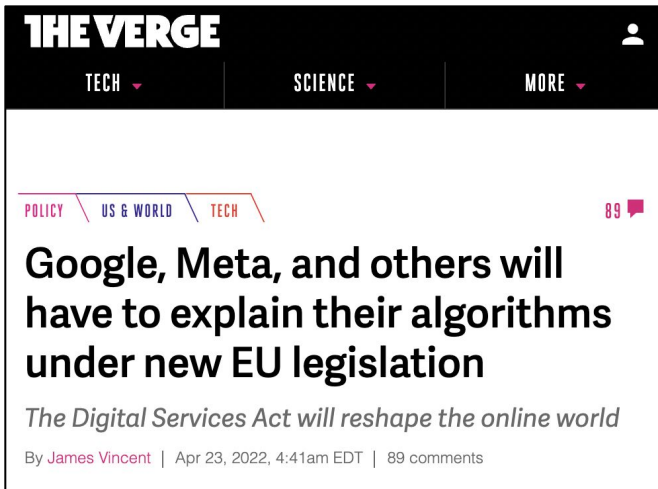 THE VERGE
TECH SCIENCE MORE
POLICY US & WORLD TECH 89
Google, Meta, and others will
have to explain their algorithms
under new EU legislation
The Digital Services Act will reshape the online world
By James Vincent | Apr 23, 2022, 4:41am EDT | 89 comments